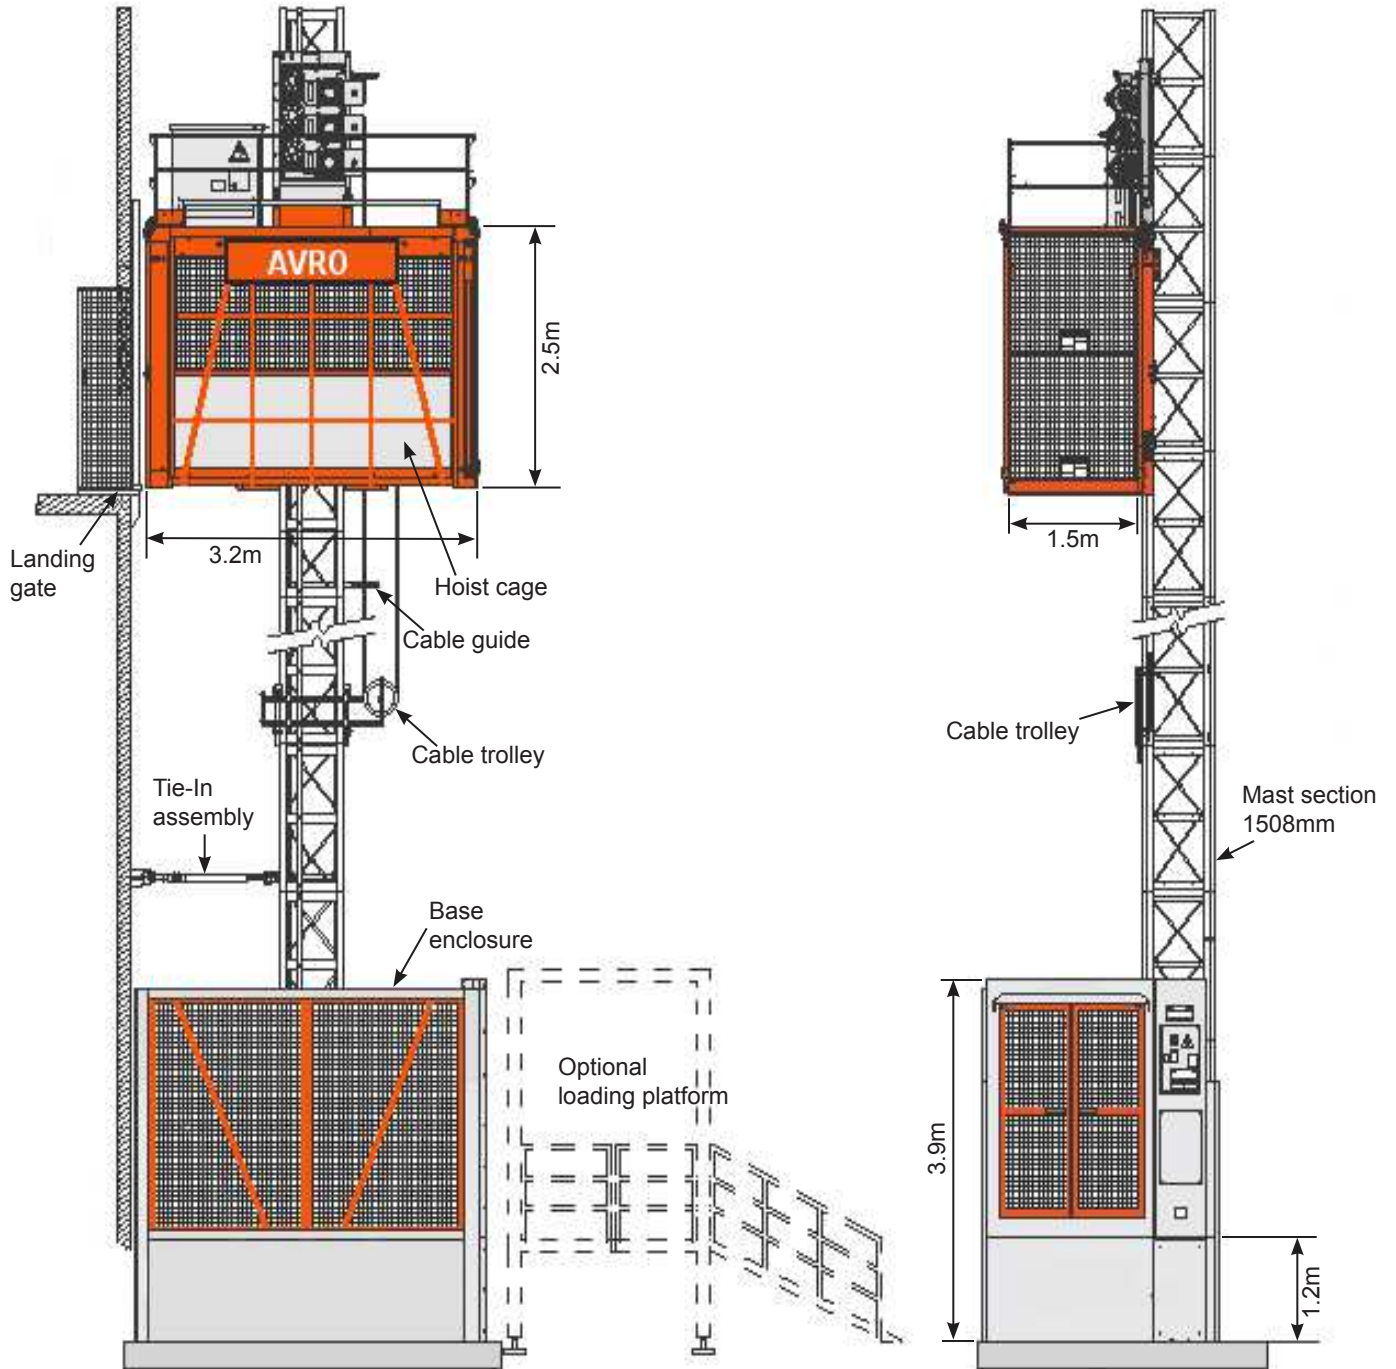 AVRO
2.5m
3.2m
1.5m
Landing
gate
Hoist cage
Cable guide
Cable trolley
Cable trolley
Tie-In
assembly
Mast section
1508mm
Base
enclosure
Optional
loading platform
3.9m
1.2m